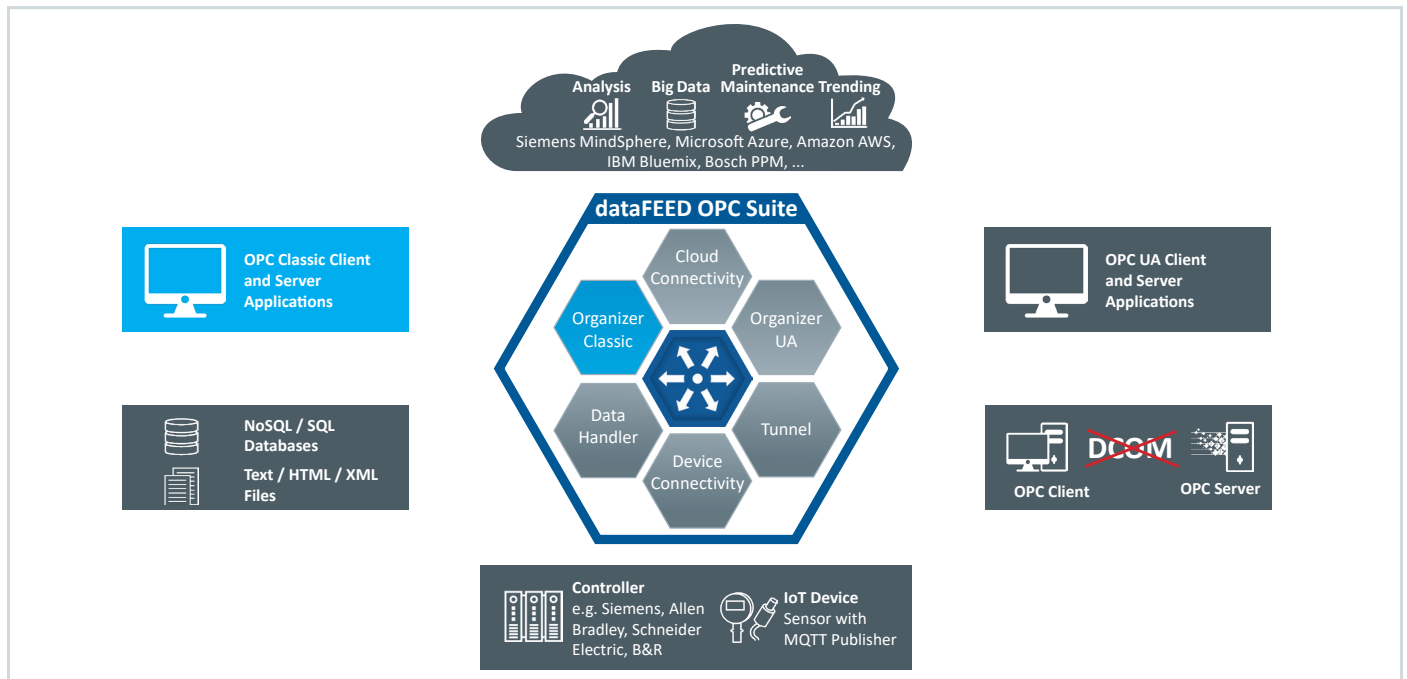 Analysis
Big Data
Predictive
Maintenance
Trending
Siemens MindSphere, Microsoft Azure, Amazon AWS,
IBM Bluemix, Bosch PPM, ...
dataFEED OPC Suite
OPC Classic Client
and Server
Applications
Cloud
Connectivity
Organizer
Classic
Organizer
UA
OPC UA Client
and Server
Applications
NoSQL / SQL
Databases
Text / HTML / XML
Files
Data
Handler
Tunnel
Device
Connectivity
DCOM
OPC Client
OPC Server
Controller
e.g. Siemens, Allen
Bradley, Schneider
Electric, B&R
IoT Device
Sensor with
MQTT Publisher